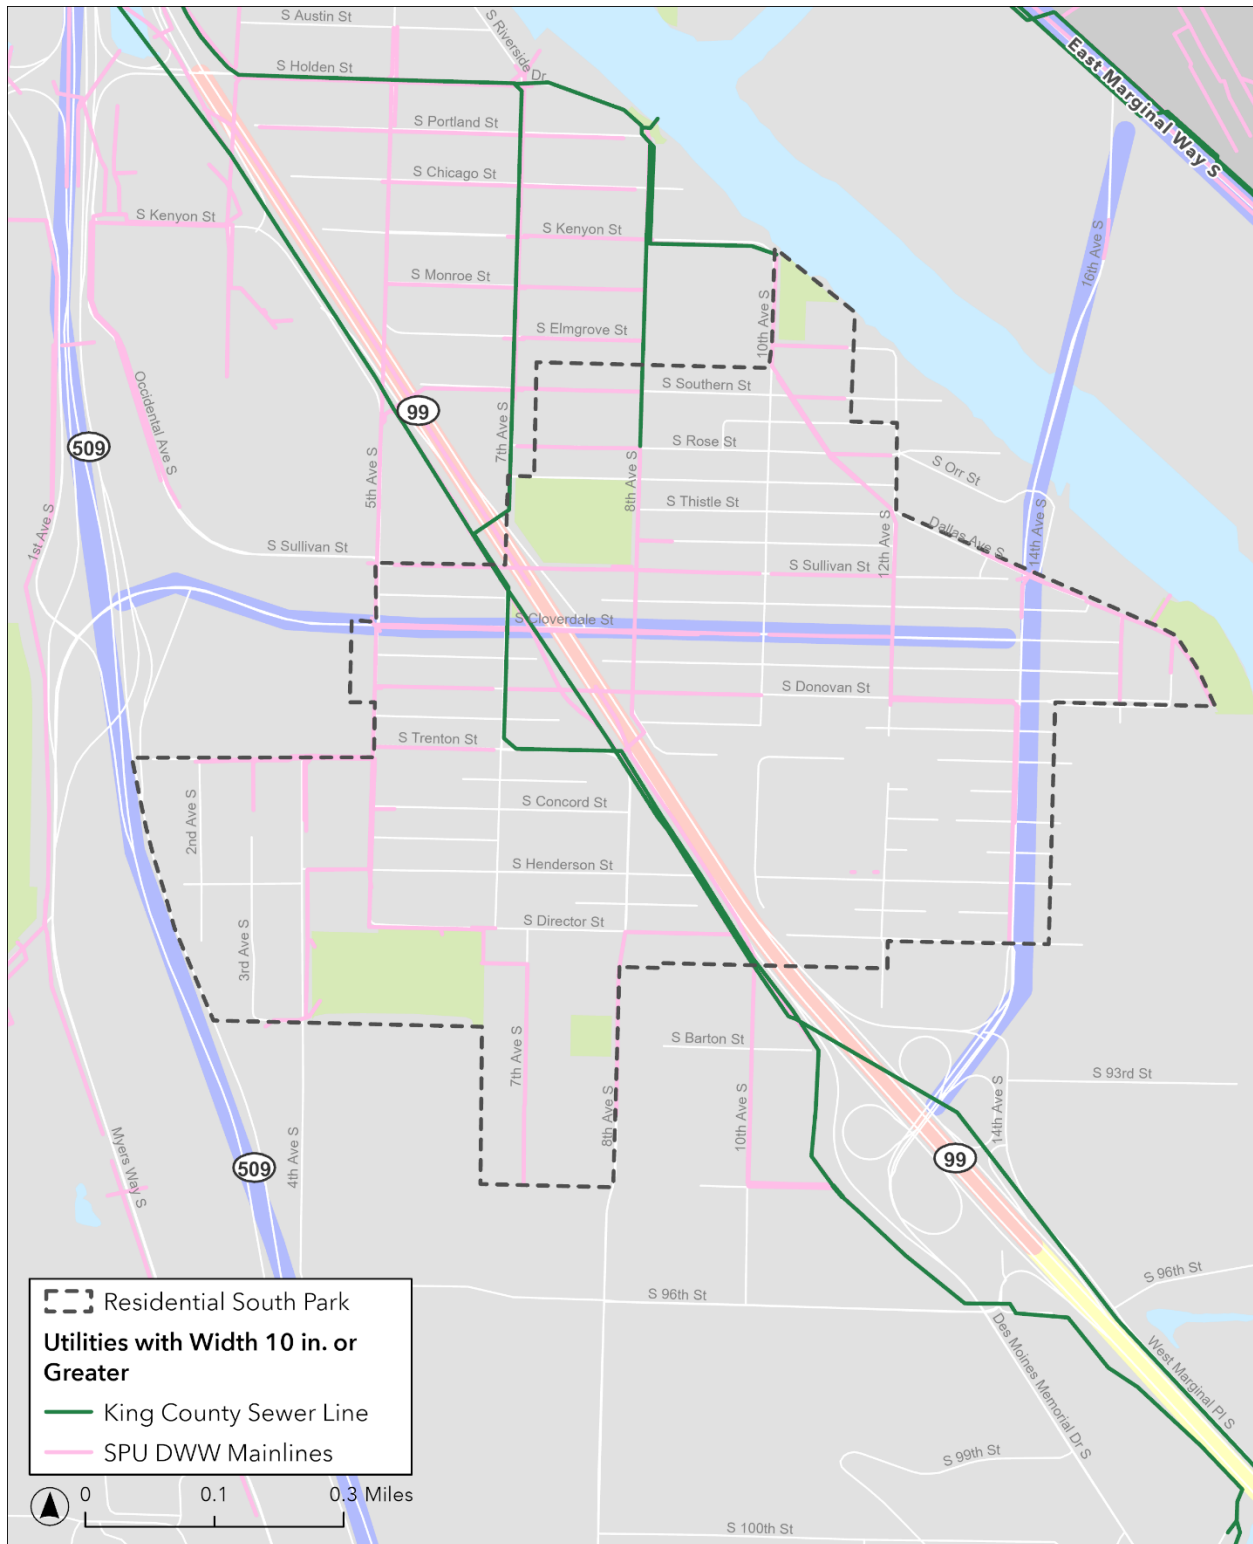 S Austin St
S Riverside Dr
S Holden St
East Marginal Way S
S Portland St
S Chicago St
S Kenyon St
S Kenyon St
16th Ave S
S Monroe St
10th Ave S
S Elmgrove St
Occidental Ave S
S Southern St
99
7th Ave S
509
S Rose St
5th Ave S
8th Ave S
S Orr St
1st Ave S
S Thistle St
12th Ave S
Dallas Ave S
14th Ave S
S Sullivan St
S Sullivan St
S Cloverdale St
S Donovan St
S Trenton St
2nd Ave S
S Concord St
S Henderson St
3rd Ave S
S Director St
7th Ave S
S Barton St
S 93rd St
8th Ave S
10th Ave S
14th Ave S
Myers Way S
4th Ave S
509
99
S 96th St
S 96th St
Des Moines Memorial Dr S
West Marginal Pl S
S 99th St
S 100th St
Residential South Park
Utilities with Width 10 in. or
Greater
King County Sewer Line
SPU DWW Mainlines
0 0.1 0.3 Miles